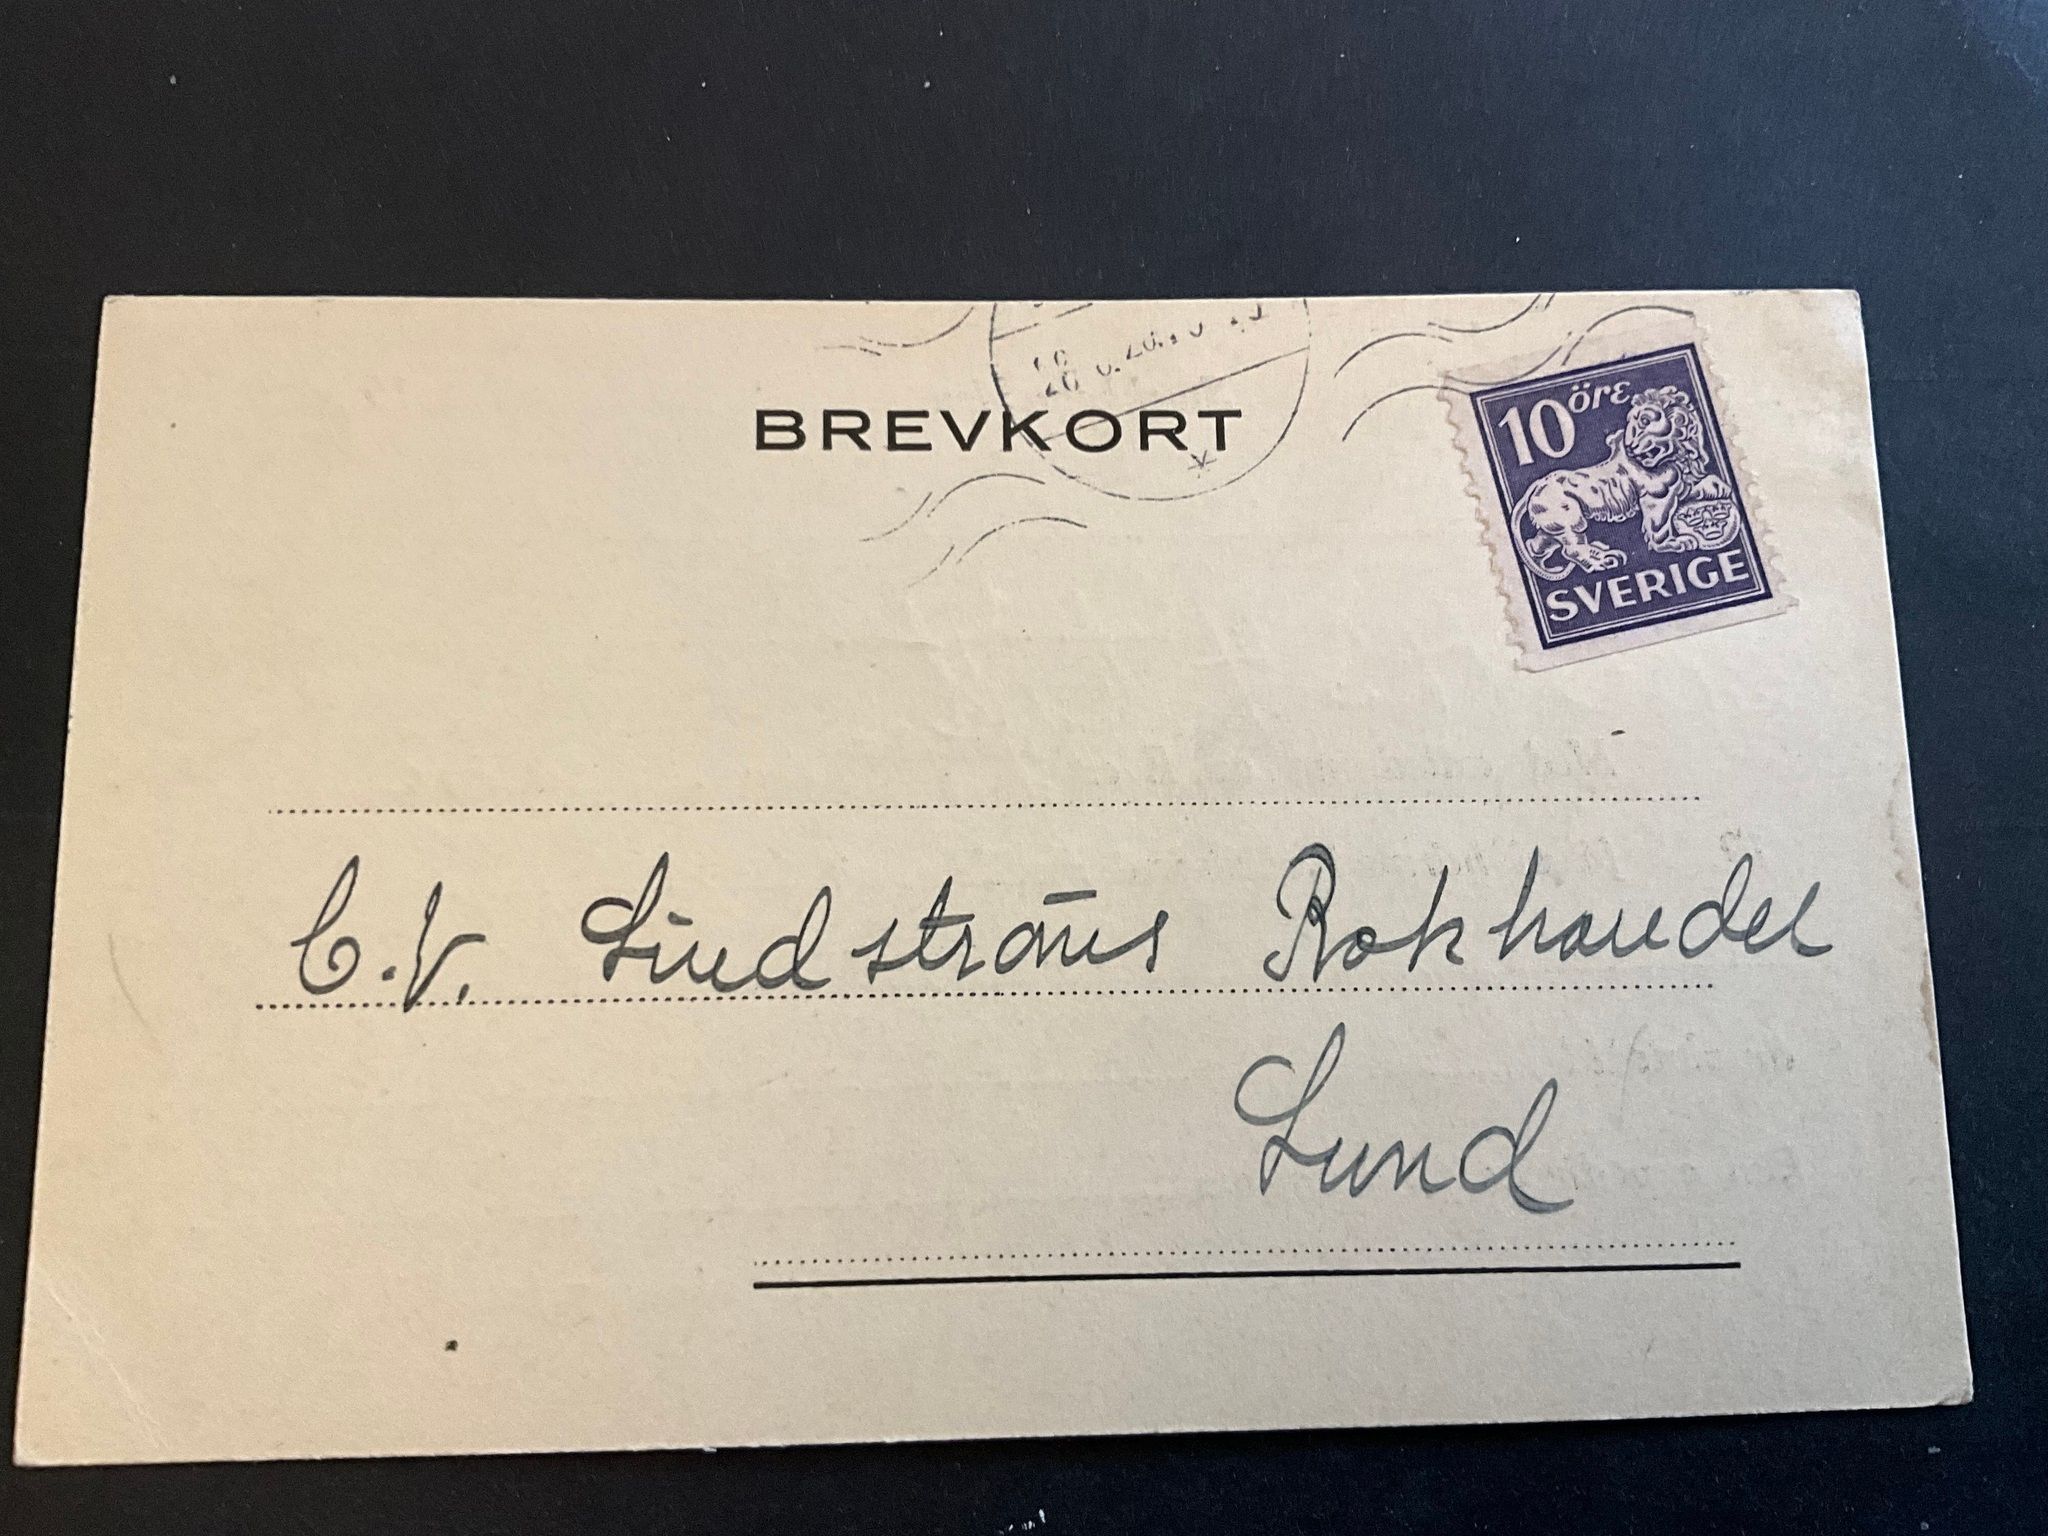 BREVKORT
10 öre
SVERIGE
C.V. Lindströms Bokhandel
Lund